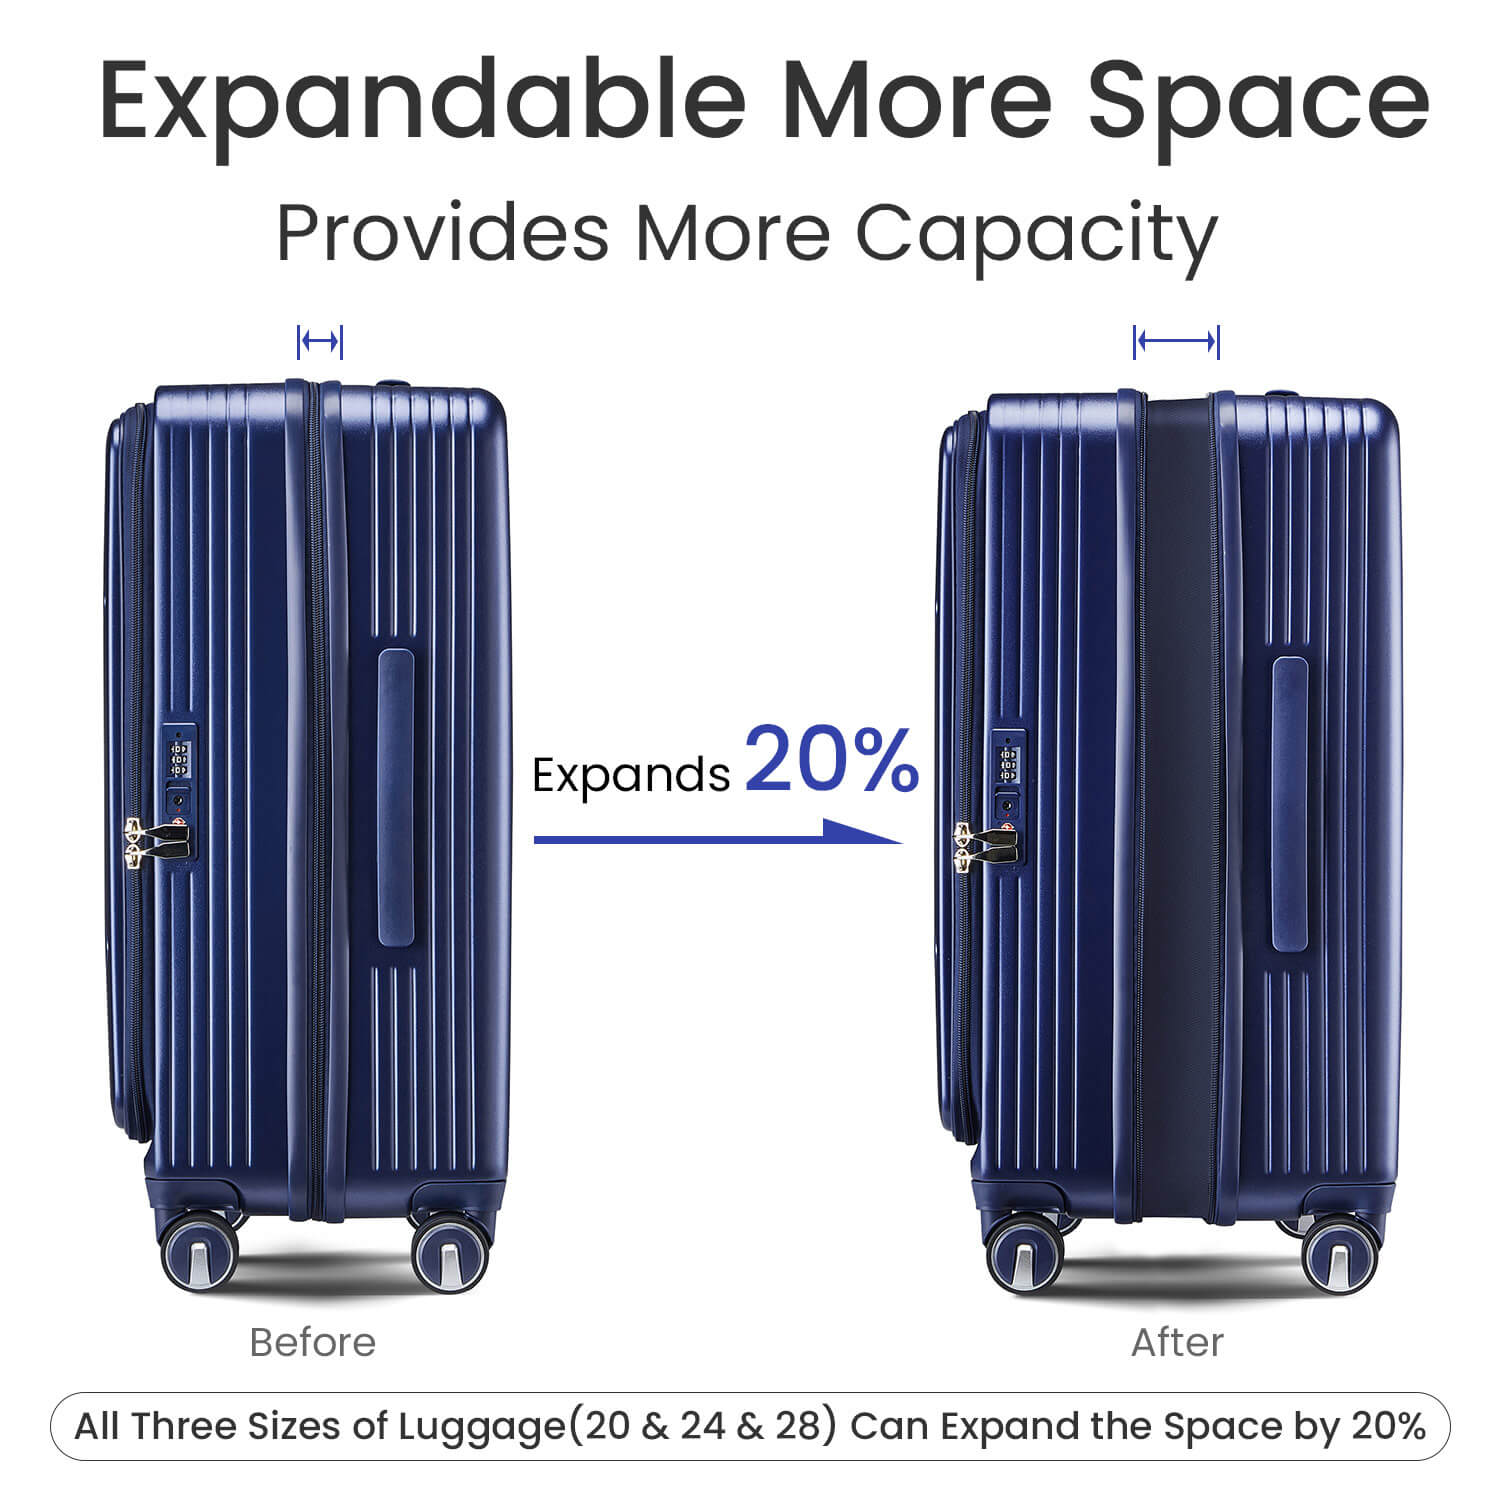 Expandable More Space
Provides More Capacity
Expands 20%
Before
After
All Three Sizes of Luggage(20 & 24 & 28) Can Expand the Space by 20%